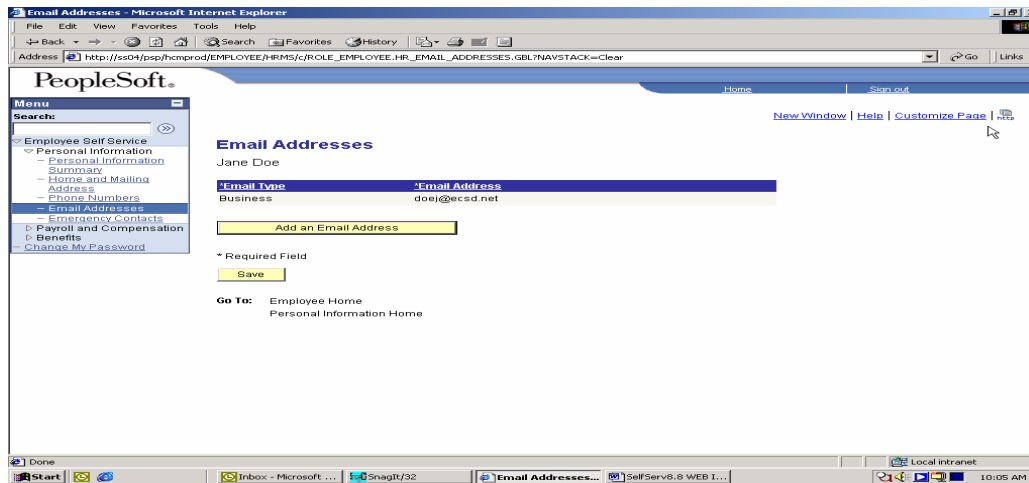 Email Addresses - Microsoft Internet Explorer
File Edit View Favorites Tools Help
Back Search Favorites History
Address http://ss04/psp/hcmprod/EMPLOYEE/HRMS/c/ROLE_EMPLOYEE.HR_EMAIL_ADDRESSES.GBL?NAVSTACK=Clear Go Links
PeopleSoft.
Home Sign out
Menu
Search:
New Window | Help | Customize Page | http
Employee Self Service
Personal Information
Personal Information
Summary
Home and Mailing
Address
Phone Numbers
Email Addresses
Emergency Contacts
Payroll and Compensation
Benefits
Change My Password
Email Addresses
Jane Doe
*Email Type *Email Address
Business doej@ecsd.net
Add an Email Address
* Required Field
Save
Go To: Employee Home
Personal Information Home
Done Local intranet
Start Inbox - Microsoft ... SnagIt/32 Email Addresses... SelfServ8.8 WEB I... 10:05 AM